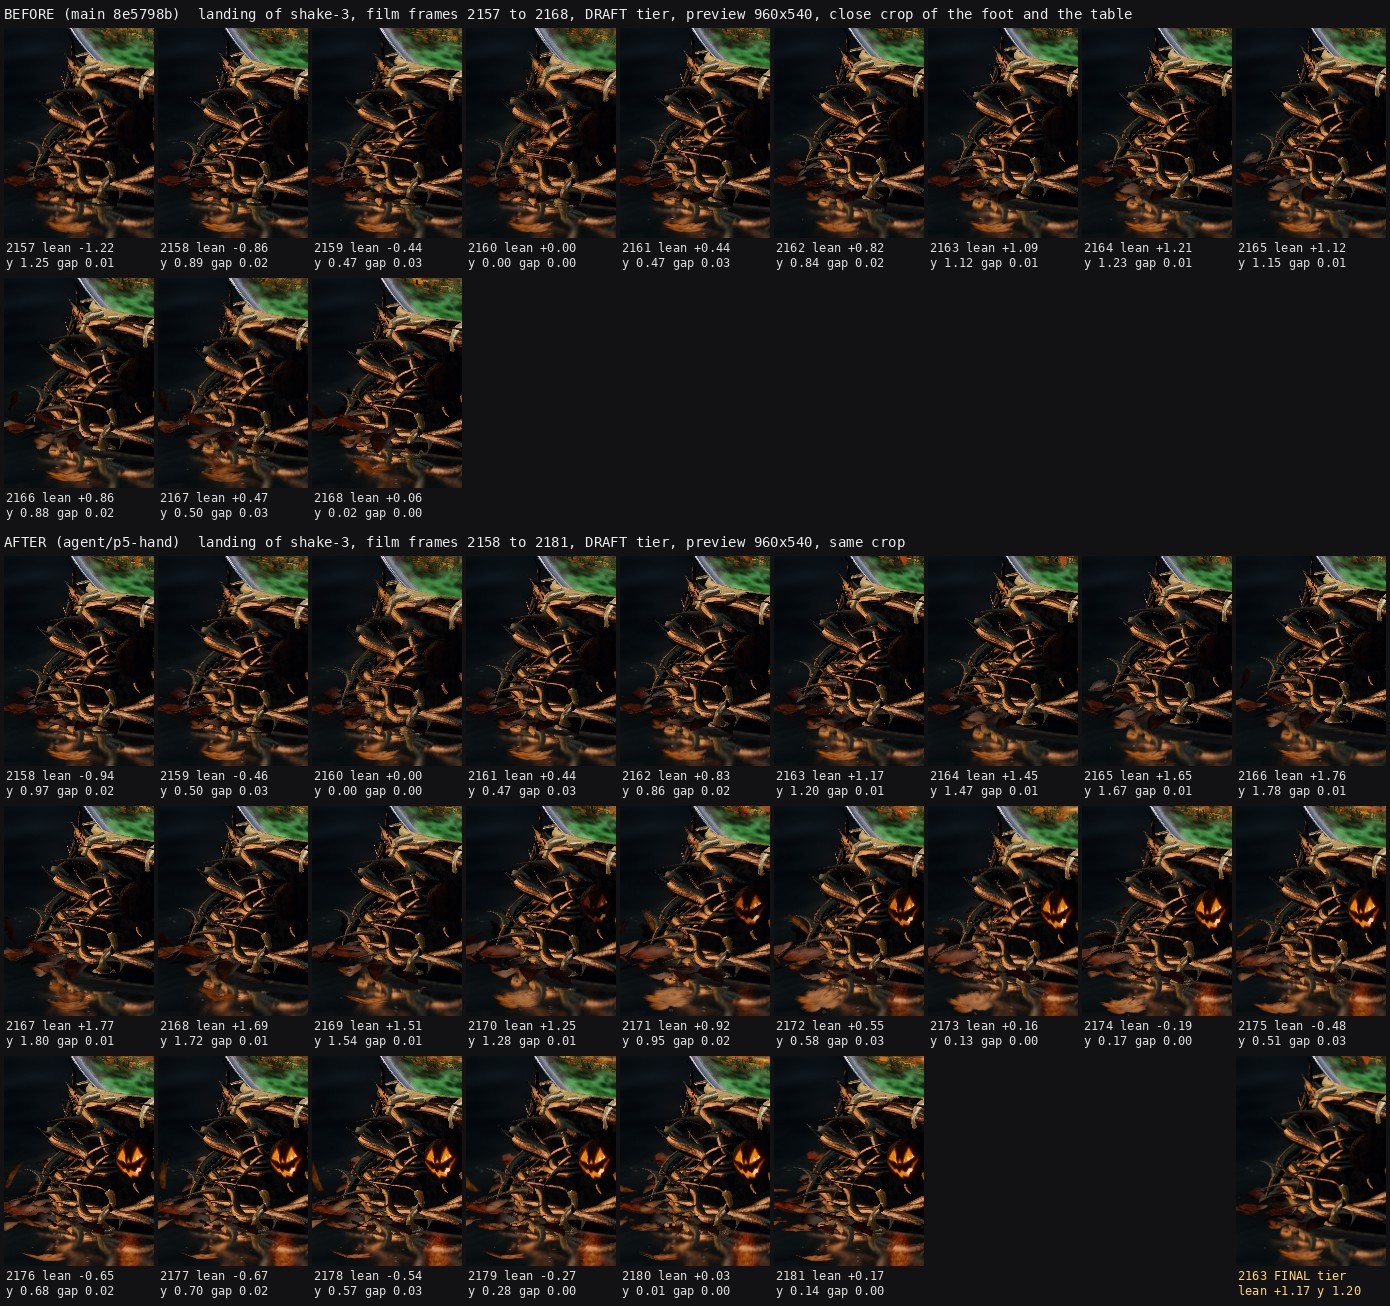 BEFORE (main 8e5798b)  landing of shake-3, film frames 2157 to 2168, DRAFT tier, preview 960x540, close crop of the foot and the table
2157 lean -1.22
y 1.25 gap 0.01
2158 lean -0.86
y 0.89 gap 0.02
2159 lean -0.44
y 0.47 gap 0.03
2160 lean +0.00
y 0.00 gap 0.00
2161 lean +0.44
y 0.47 gap 0.03
2162 lean +0.82
y 0.84 gap 0.02
2163 lean +1.09
y 1.12 gap 0.01
2164 lean +1.21
y 1.23 gap 0.01
2165 lean +1.12
y 1.15 gap 0.01
2166 lean +0.86
y 0.88 gap 0.02
2167 lean +0.47
y 0.50 gap 0.03
2168 lean +0.06
y 0.02 gap 0.00
AFTER (agent/p5-hand)  landing of shake-3, film frames 2158 to 2181, DRAFT tier, preview 960x540, same crop
2158 lean -0.94
y 0.97 gap 0.02
2159 lean -0.46
y 0.50 gap 0.03
2160 lean +0.00
y 0.00 gap 0.00
2161 lean +0.44
y 0.47 gap 0.03
2162 lean +0.83
y 0.86 gap 0.02
2163 lean +1.17
y 1.20 gap 0.01
2164 lean +1.45
y 1.47 gap 0.01
2165 lean +1.65
y 1.67 gap 0.01
2166 lean +1.76
y 1.78 gap 0.01
2167 lean +1.77
y 1.80 gap 0.01
2168 lean +1.69
y 1.72 gap 0.01
2169 lean +1.51
y 1.54 gap 0.01
2170 lean +1.25
y 1.28 gap 0.01
2171 lean +0.92
y 0.95 gap 0.02
2172 lean +0.55
y 0.58 gap 0.03
2173 lean +0.16
y 0.13 gap 0.00
2174 lean -0.19
y 0.17 gap 0.00
2175 lean -0.48
y 0.51 gap 0.03
2176 lean -0.65
y 0.68 gap 0.02
2177 lean -0.67
y 0.70 gap 0.02
2178 lean -0.54
y 0.57 gap 0.03
2179 lean -0.27
y 0.28 gap 0.00
2180 lean +0.03
y 0.01 gap 0.00
2181 lean +0.17
y 0.14 gap 0.00
2163 FINAL tier
lean +1.17 y 1.20